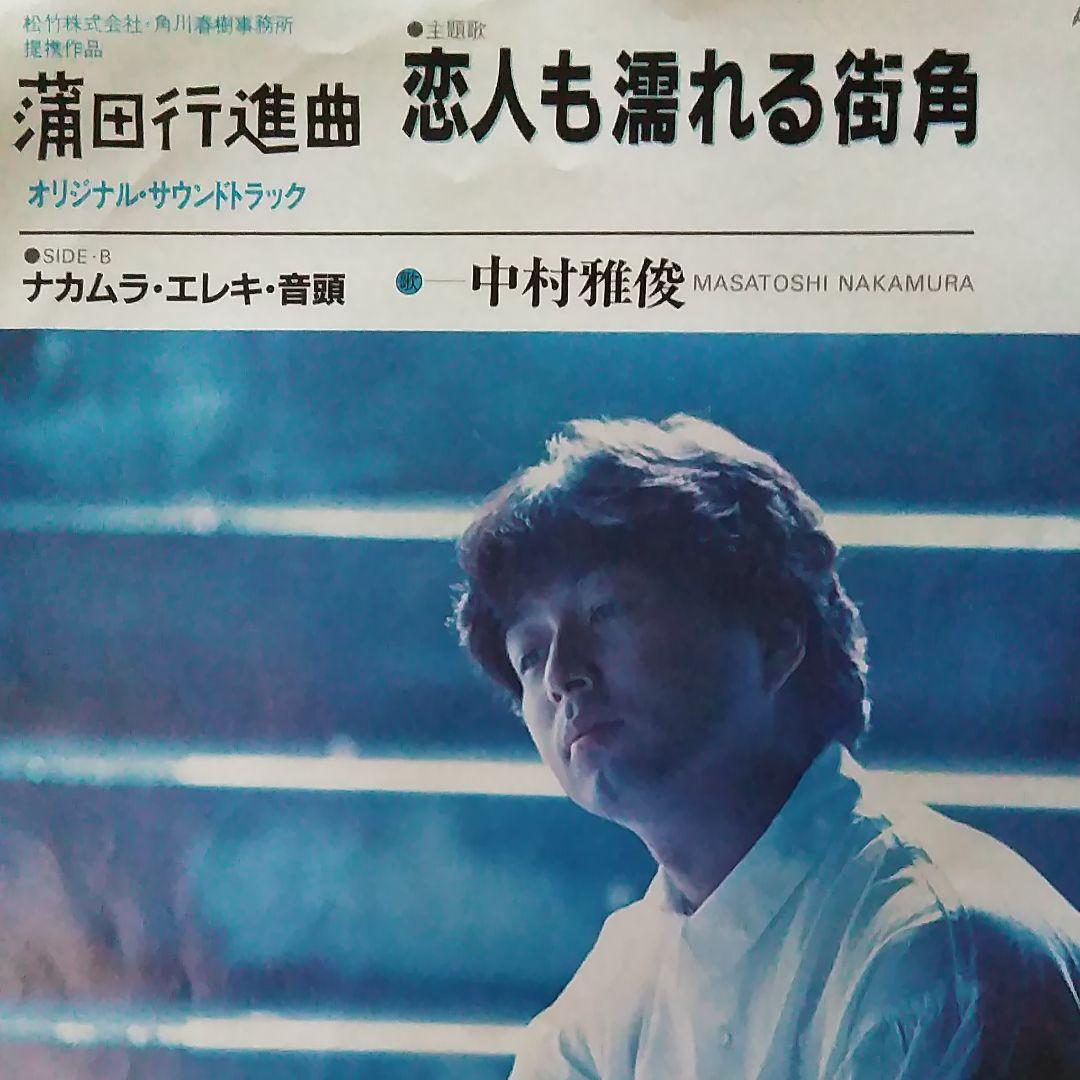 松竹株式会社・角川春樹事務所
提携作品
蒲田行進曲
オリジナル・サウンドトラック
●主題歌
恋人も濡れる街角
●SIDE・B
ナカムラ・エレキ・音頭
歌—中村雅俊 MASATOSHI NAKAMURA